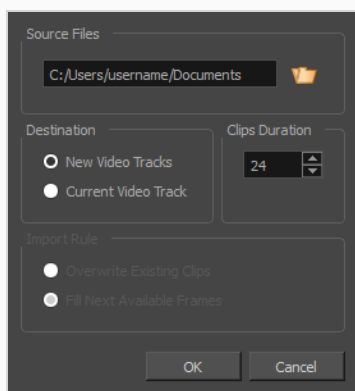 Source Files
C:/Users/username/Documents
Destination
Clips Duration
New Video Tracks
24
Current Video Track
Import Rule
Overwrite Existing Clips
Fill Next Available Frames
OK
Cancel